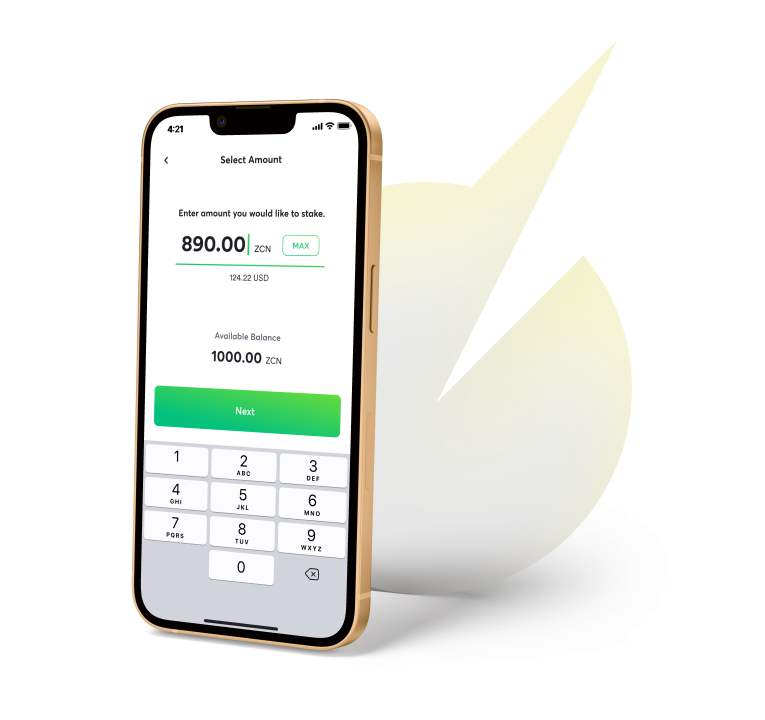 4:21
Select Amount
Enter amount you would like to stake.
890.00 ZCN MAX
124.22 USD
Available Balance
1000.00 ZCN
Next
1 2 3
ABC DEF
4 5 6
GHI JKL MNO
7 8 9
PQRS TUV WXYZ
0